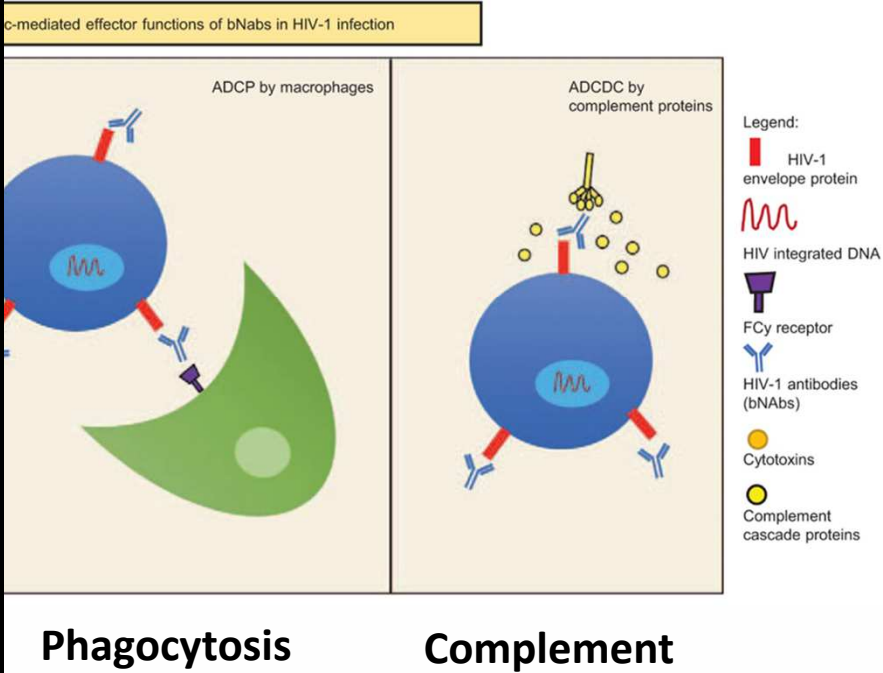 c-mediated effector functions of bNabs in HIV-1 infection
ADCP by macrophages
ADCDC by
complement proteins
Legend:
HIV-1
envelope protein
HIV integrated DNA
FCy receptor
HIV-1 antibodies
(bNAbs)
Cytotoxins
Complement
cascade proteins
Phagocytosis
Complement